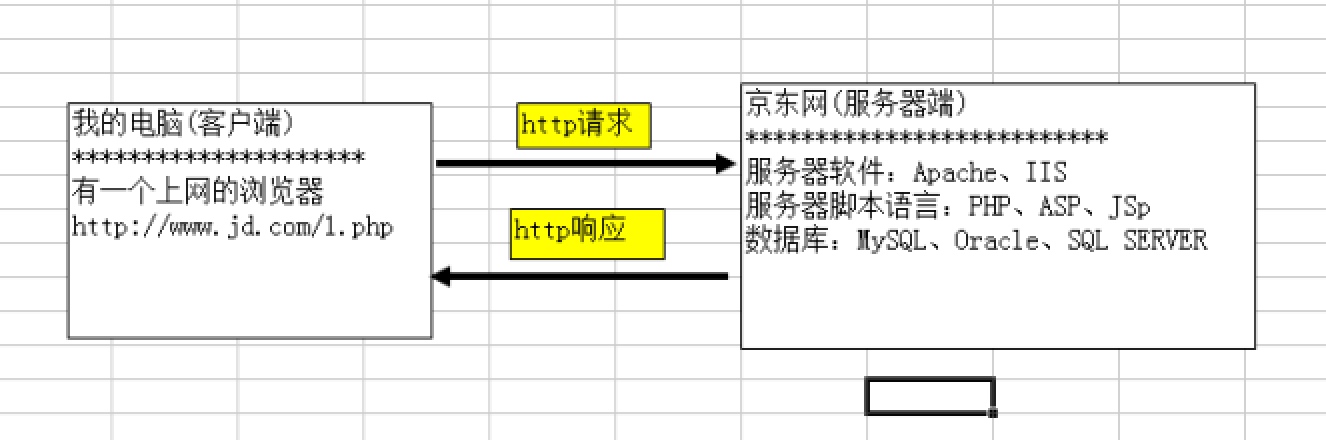 我的电脑(客户端)
*********************
有一个上网的浏览器
http://www.jd.com/1.php
http请求
http响应
京东网(服务器端)
**************************
服务器软件：Apache、IIS
服务器脚本语言：PHP、ASP、JSp
数据库：MySQL、Oracle、SQL SERVER